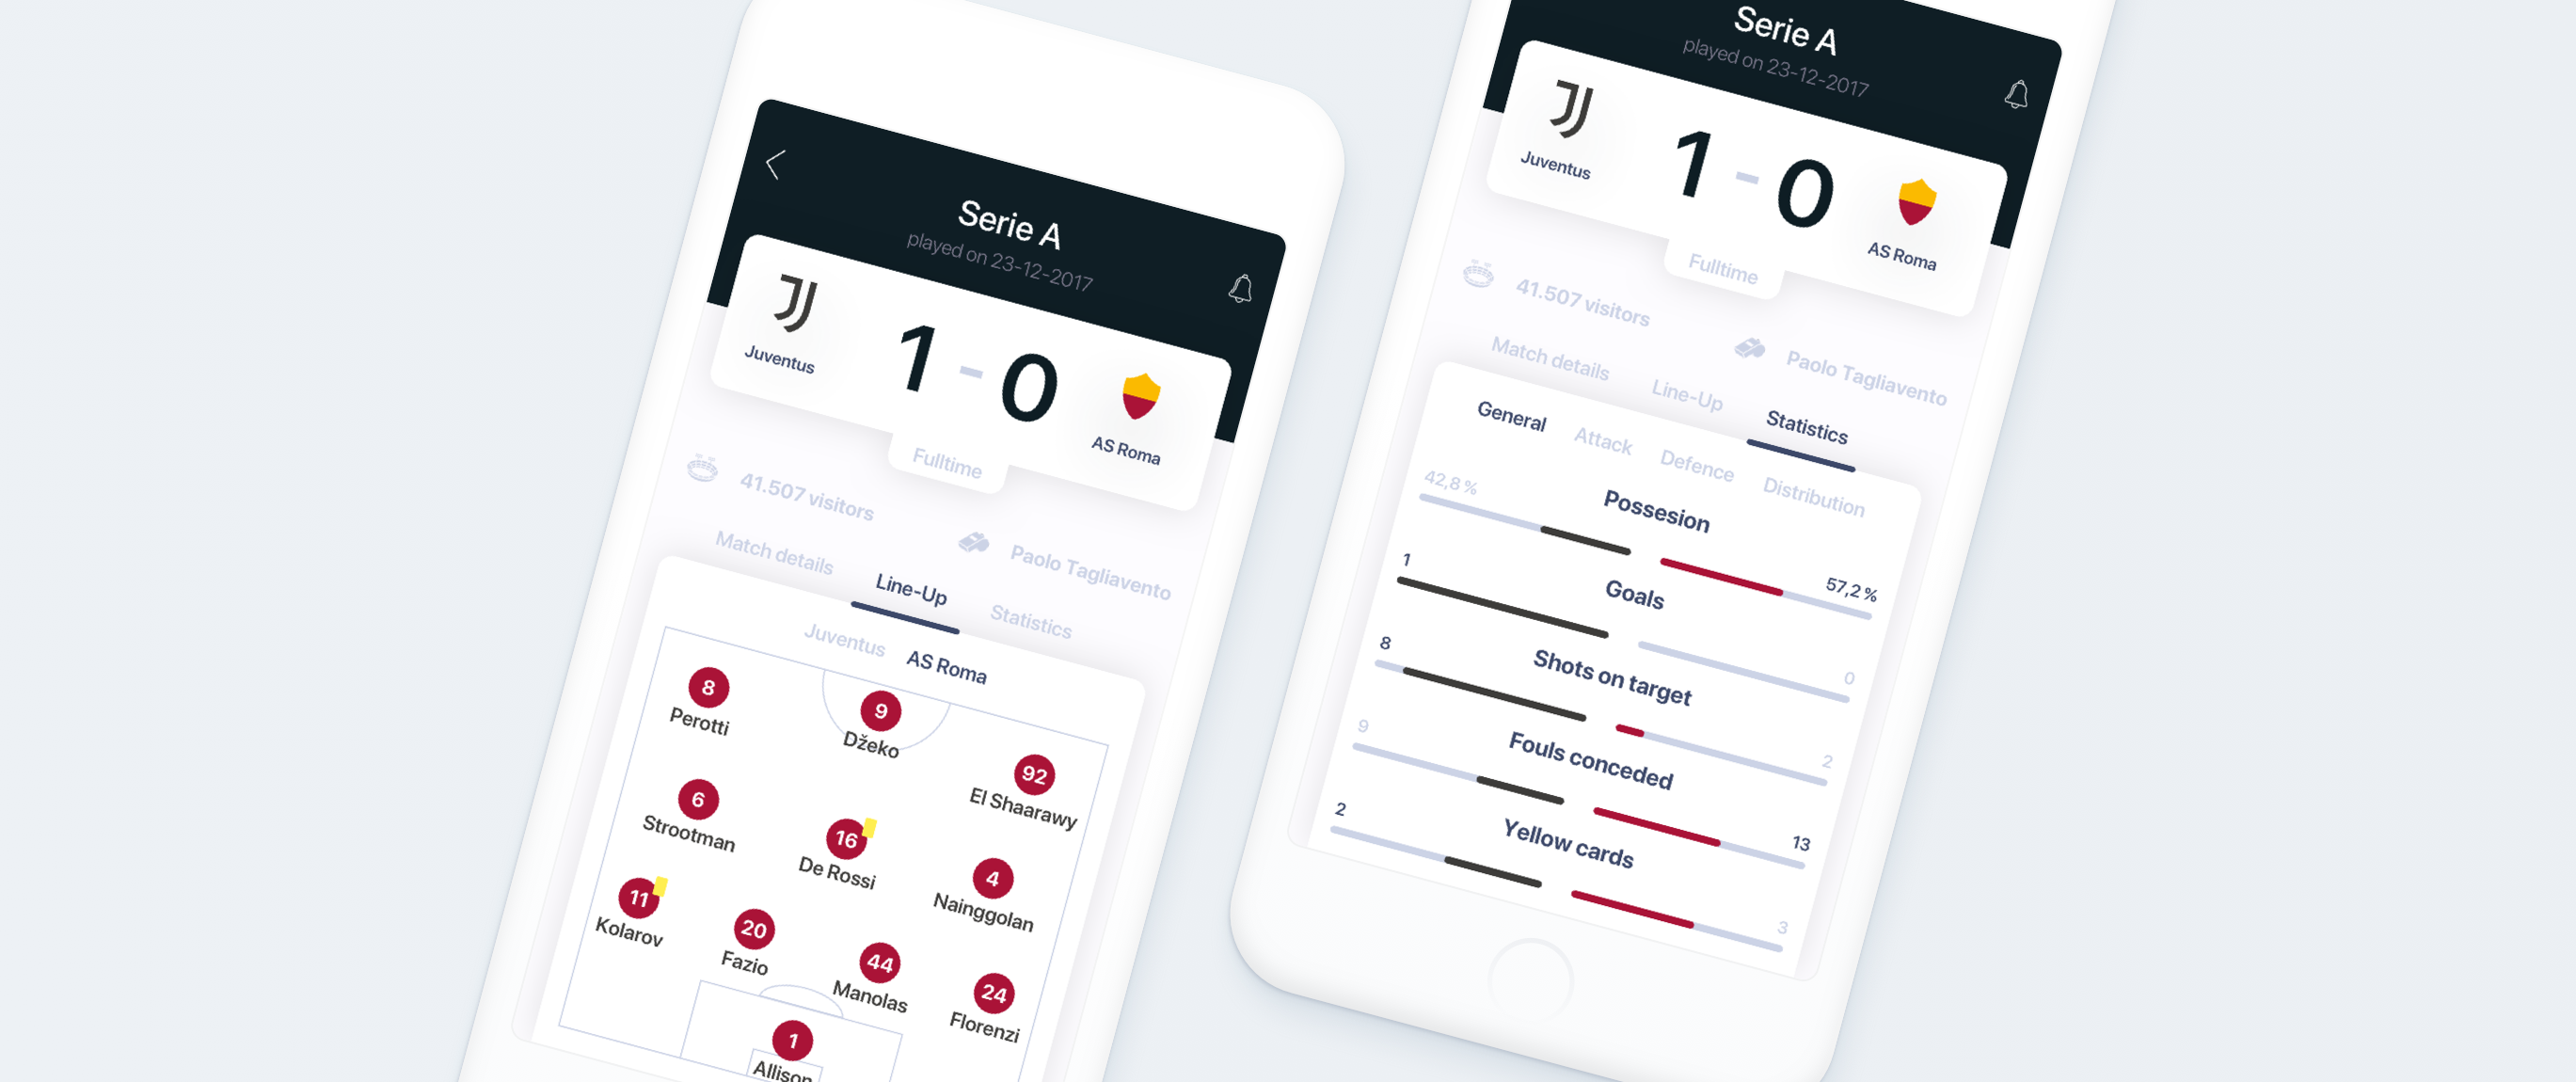 Serie A
played on 23-12-2017
Juventus
1 - 0
AS Roma
Fulltime
41.507 visitors
Paolo Tagliavento
Match details
Line-Up
Statistics
Juventus
AS Roma
8
Perotti
9
Džeko
92
El Shaarawy
6
Strootman
16
De Rossi
4
Nainggolan
11
Kolarov
20
Fazio
44
Manolas
24
Florenzi
1
Allison
Serie A
played on 23-12-2017
Juventus
1 - 0
AS Roma
Fulltime
41.507 visitors
Paolo Tagliavento
Match details
Line-Up
Statistics
General
Attack
Defence
Distribution
42,8 %
Possesion
57,2 %
1
Goals
0
8
Shots on target
2
9
Fouls conceded
13
2
Yellow cards
3